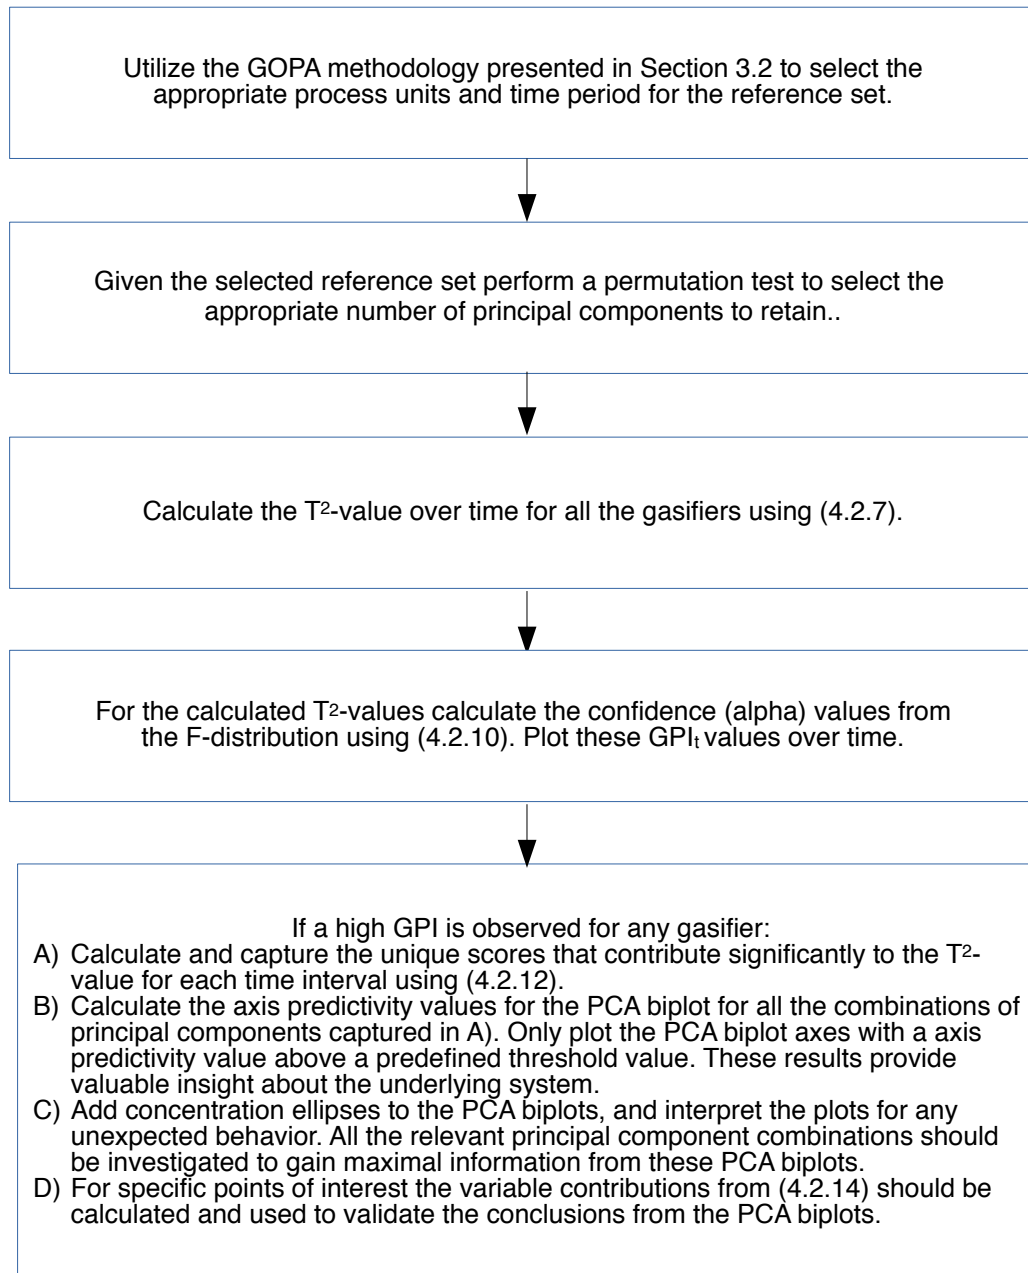 Utilize the GOPA methodology presented in Section 3.2 to select the
appropriate process units and time period for the reference set.
Given the selected reference set perform a permutation test to select the
appropriate number of principal components to retain..
Calculate the T²-value over time for all the gasifiers using (4.2.7).
For the calculated T²-values calculate the confidence (alpha) values from
the F-distribution using (4.2.10). Plot these GPIₜ values over time.
If a high GPI is observed for any gasifier:
A) Calculate and capture the unique scores that contribute significantly to the T²-
value for each time interval using (4.2.12).
B) Calculate the axis predictivity values for the PCA biplot for all the combinations of
principal components captured in A). Only plot the PCA biplot axes with a axis
predictivity value above a predefined threshold value. These results provide
valuable insight about the underlying system.
C) Add concentration ellipses to the PCA biplots, and interpret the plots for any
unexpected behavior. All the relevant principal component combinations should
be investigated to gain maximal information from these PCA biplots.
D) For specific points of interest the variable contributions from (4.2.14) should be
calculated and used to validate the conclusions from the PCA biplots.